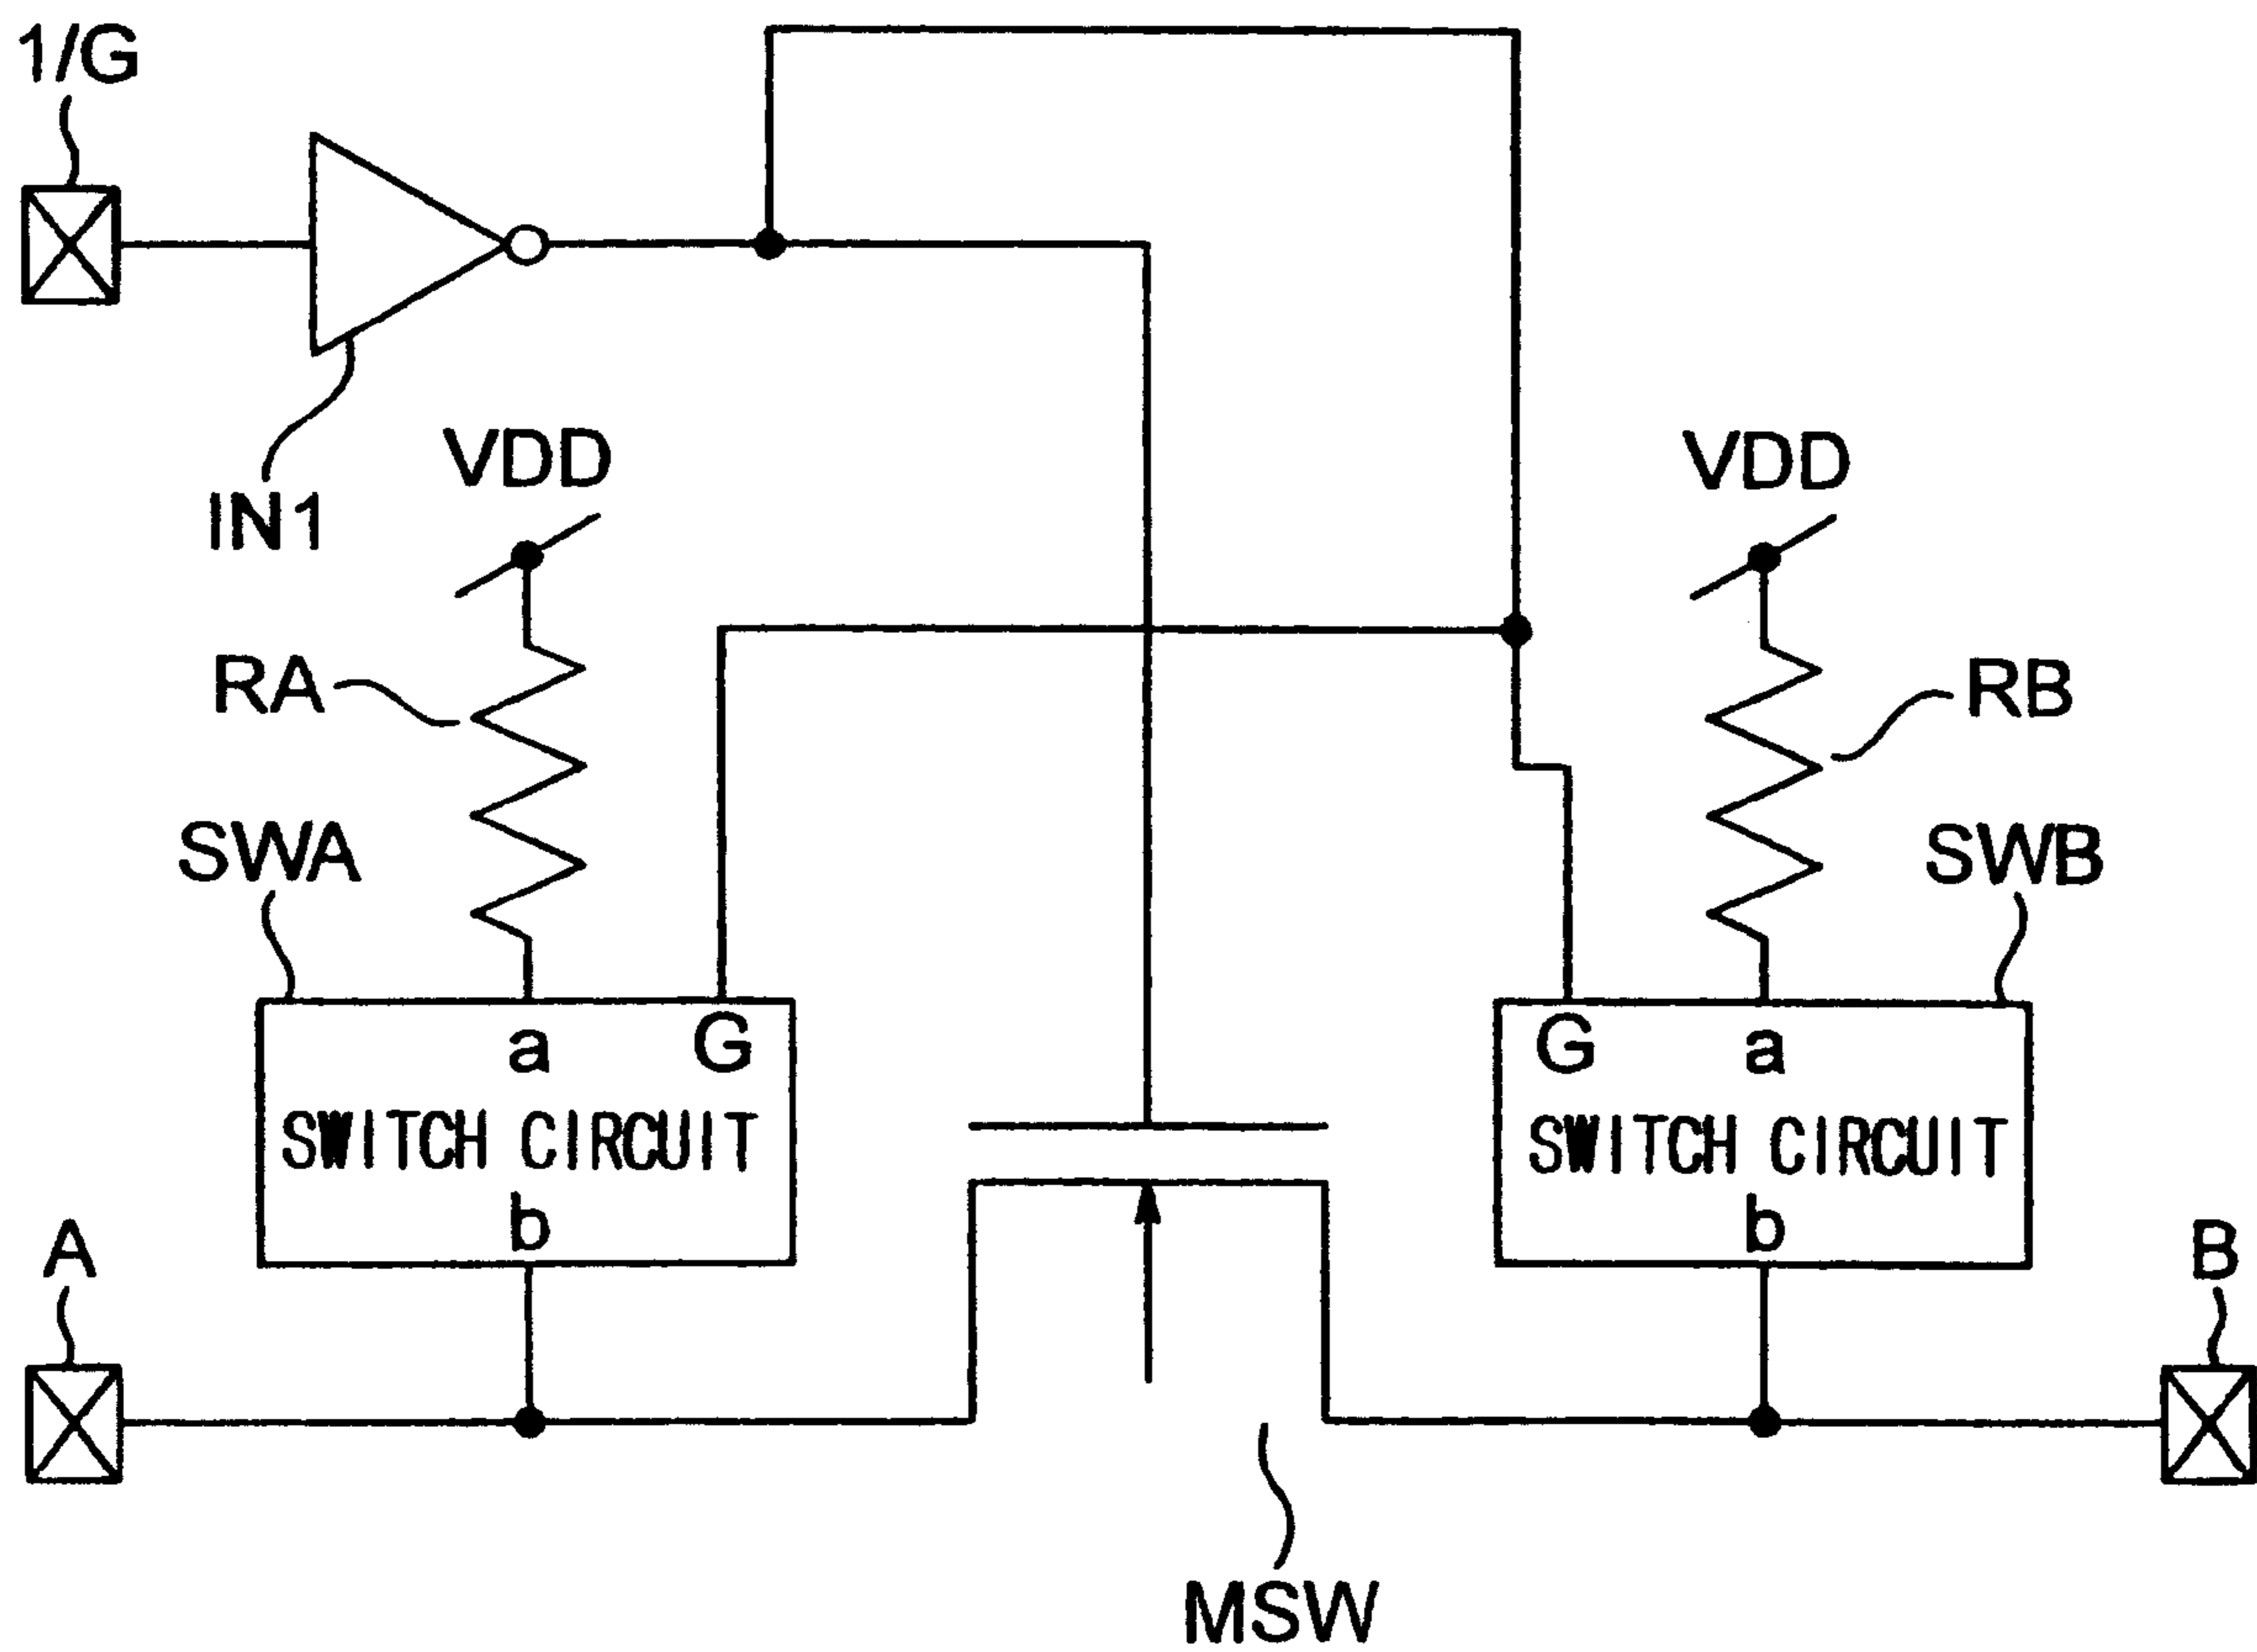 1/G
IN1
VDD
VDD
RA
RB
SWA
SWB
a G
SWITCH CIRCUIT
b
G a
SWITCH CIRCUIT
b
A
B
MSW